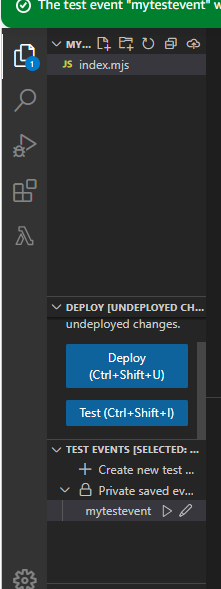 The test event "mytestevent" w
MY...
JS index.mjs
1
DEPLOY [UNDEPLOYED CH...
undeployed changes.
Deploy
(Ctrl+Shift+U)
Test (Ctrl+Shift+I)
TEST EVENTS [SELECTED: ...
Create new test ...
Private saved ev...
mytestevent